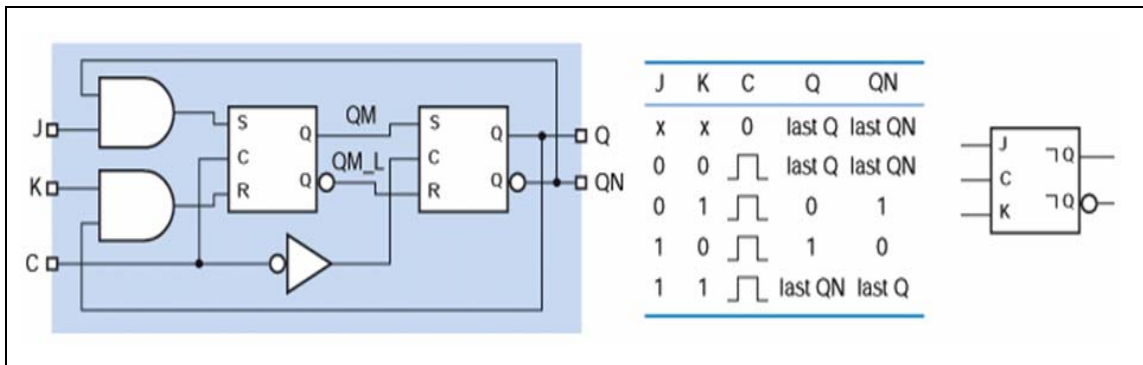 J
K
C
S
C
R
Q
Q
QM
QM_L
S
C
R
Q
Q
Q
QN
J K C Q QN
x x 0 last Q last QN
0 0 last Q last QN
0 1 0 1
1 0 1 0
1 1 last QN last Q
J
C
K
¬Q
¬Q